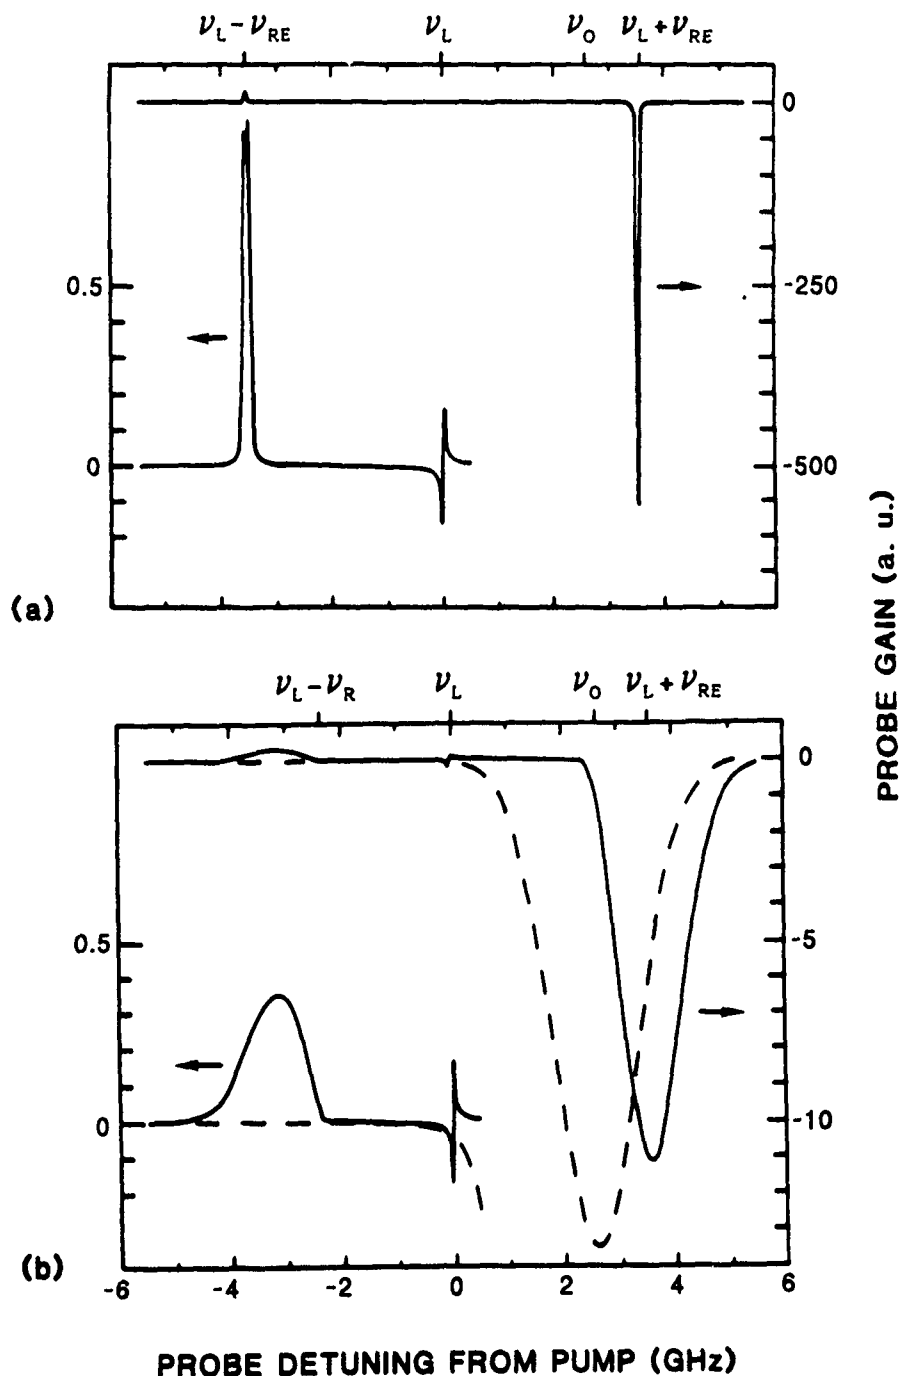 ν_L − ν_RE ν_L ν_O ν_L + ν_RE
0
0.5
-250
0
-500
(a)
PROBE GAIN (a. u.)
ν_L − ν_R ν_L ν_O ν_L + ν_RE
0
0.5
-5
0
-10
(b)
-6 -4 -2 0 2 4 6
PROBE DETUNING FROM PUMP (GHz)